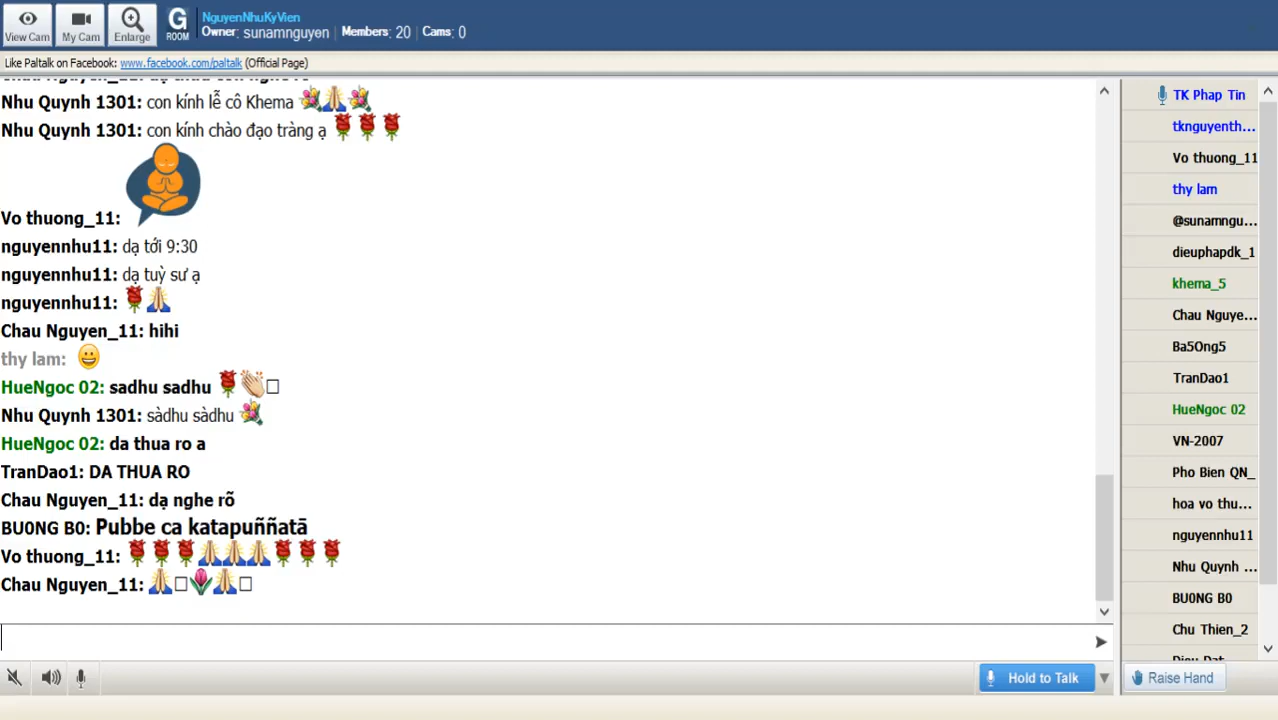 View Cam
My Cam
Enlarge
G
ROOM
NguyenNhuKyVien
Owner: sunamnguyen Members: 20 Cams: 0
Like Paltalk on Facebook: www.facebook.com/paltalk (Official Page)
Nhu Quynh 1301: con kính lễ cô Khema 💐🙏💐
Nhu Quynh 1301: con kính chào đạo tràng ạ 🌹🌹🌹
Vo thuong_11:
nguyennhu11: dạ tới 9:30
nguyennhu11: dạ tuỳ sư ạ
nguyennhu11: 🌹🙏
Chau Nguyen_11: hihi
thy lam: 😀
HueNgoc 02: sadhu sadhu 🌹👏🏻
Nhu Quynh 1301: sàdhu sàdhu 💐
HueNgoc 02: da thua ro a
TranDao1: DA THUA RO
Chau Nguyen_11: dạ nghe rõ
BU0NG B0: Pubbe ca katapuññatā
Vo thuong_11: 🌹🌹🌹🙏🙏🙏🌹🌹🌹
Chau Nguyen_11: 🙏🌷🙏
TK Phap Tin
tknguyenth...
Vo thuong_11
thy lam
@sunamngu...
dieuphapdk_1
khema_5
Chau Nguye...
Ba5Ong5
TranDao1
HueNgoc 02
VN-2007
Pho Bien QN_
hoa vo thu...
nguyennhu11
Nhu Quynh ...
BU0NG B0
Chu Thien_2
Dieu Dat
Hold to Talk
Raise Hand